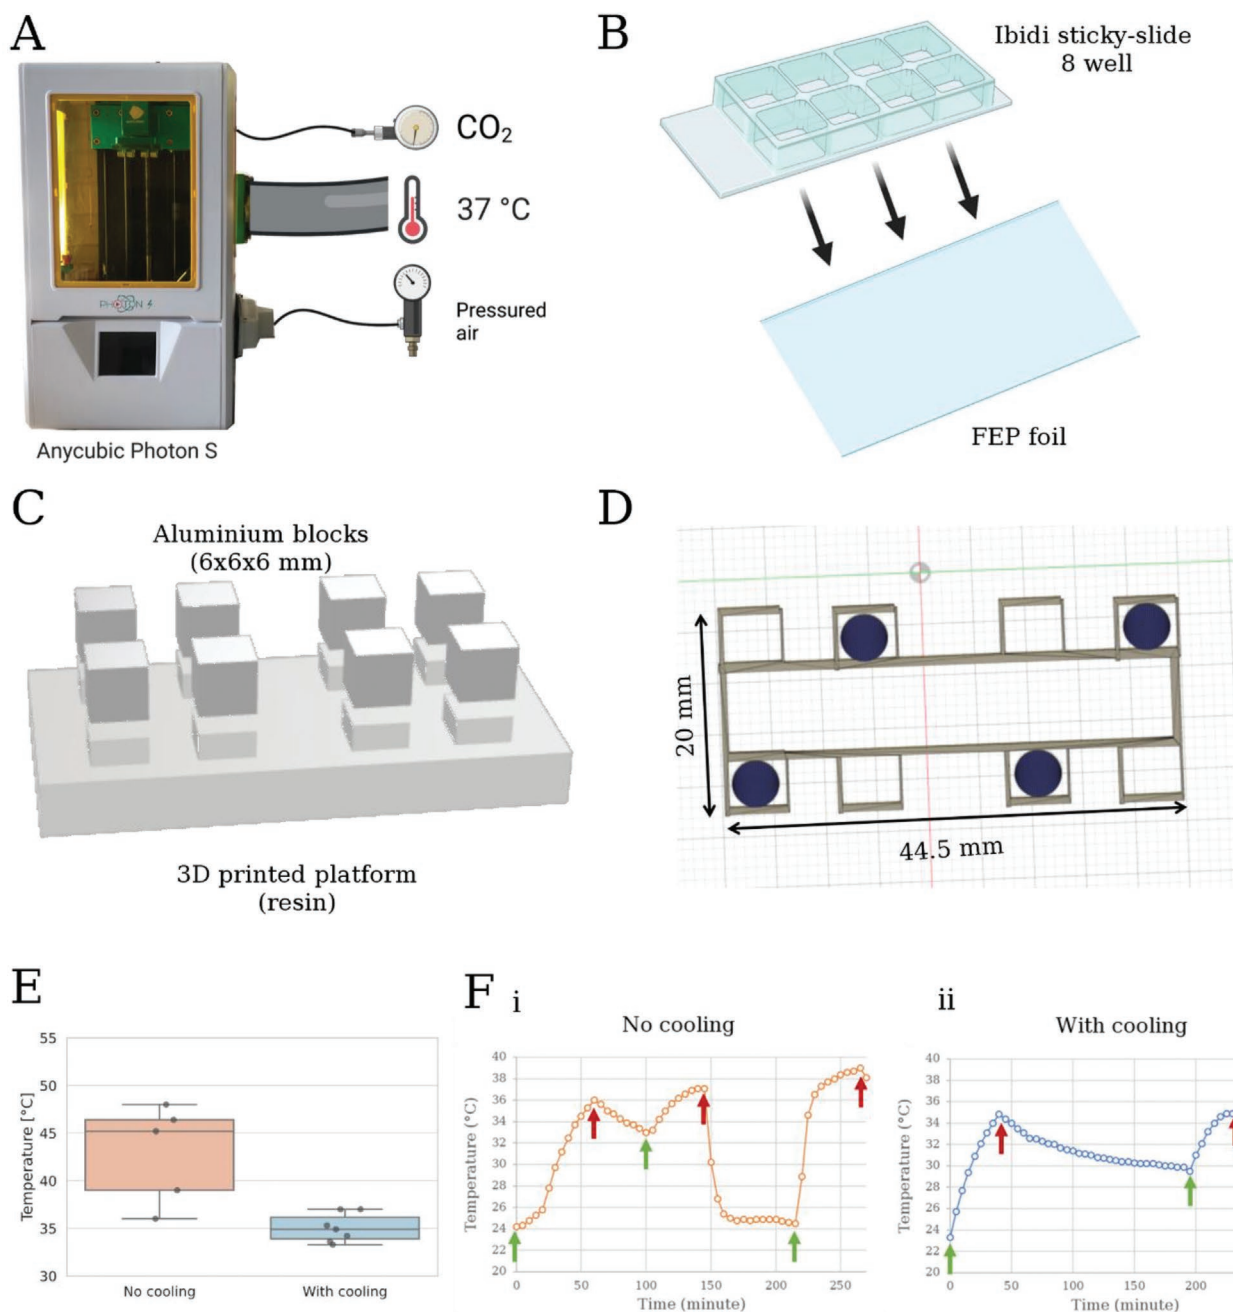 A
CO₂
37 °C
Pressured
air
PHOTON S
Anycubic Photon S
B
Ibidi sticky-slide
8 well
FEP foil
C
Aluminium blocks
(6x6x6 mm)
3D printed platform
(resin)
D
20 mm
44.5 mm
E
Temperature [°C]
55
50
45
40
35
30
No cooling
With cooling
F i
No cooling
Temperature (°C)
40
38
36
34
32
30
28
26
24
22
20
0
50
100
150
200
250
Time (minute)
ii
With cooling
Temperature (°C)
40
38
36
34
32
30
28
26
24
22
20
0
50
100
150
200
Time (minute)